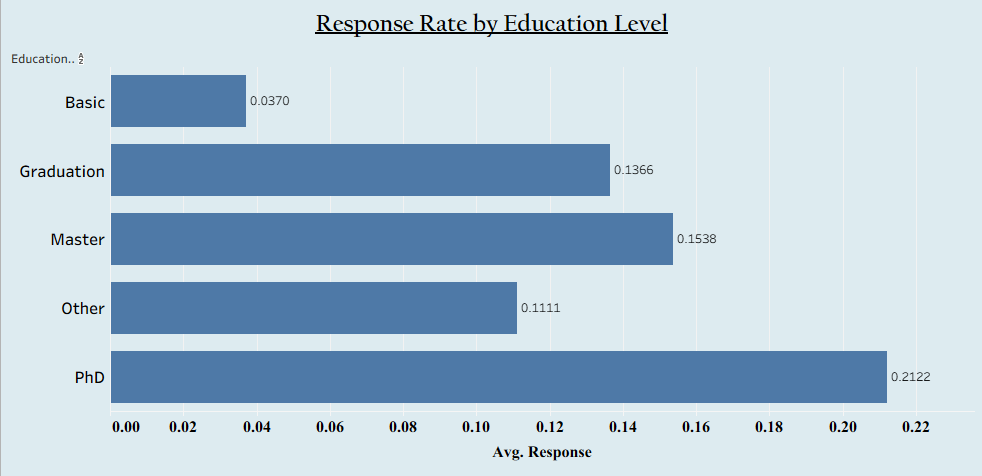 Response Rate by Education Level
Education..
Basic 0.0370
Graduation 0.1366
Master 0.1538
Other 0.1111
PhD 0.2122
0.00 0.02 0.04 0.06 0.08 0.10 0.12 0.14 0.16 0.18 0.20 0.22
Avg. Response